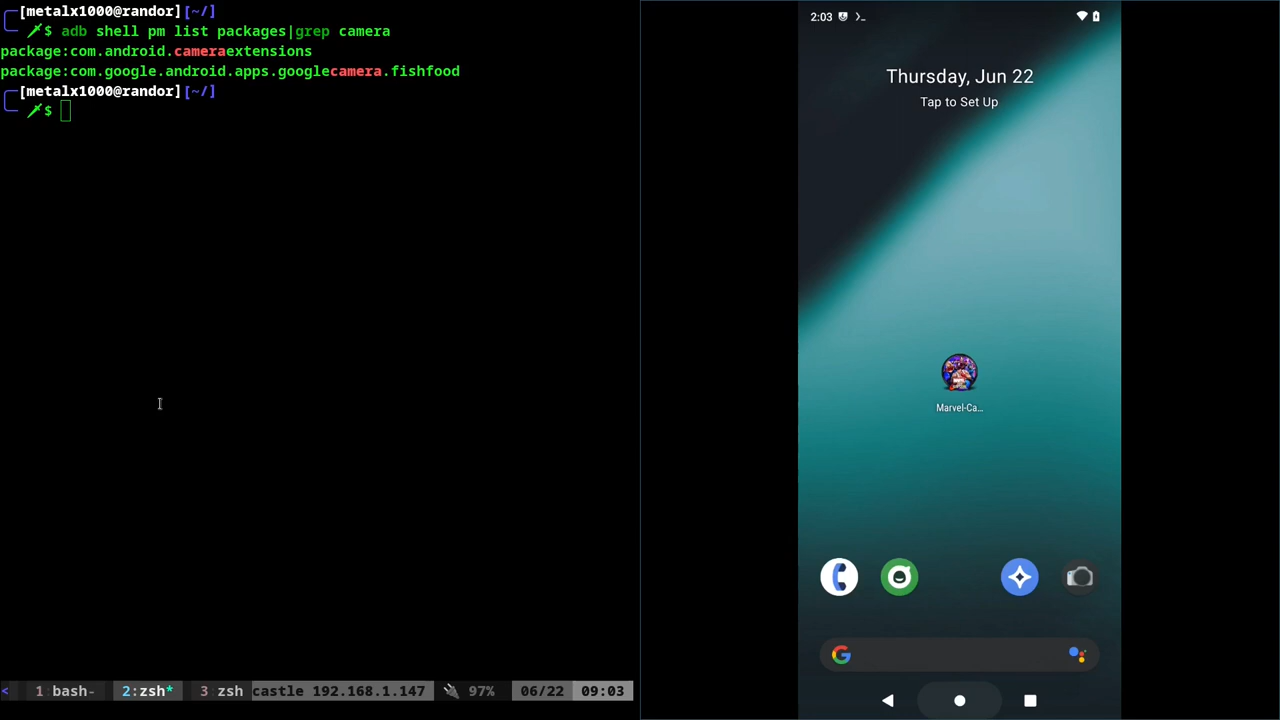 [metalx1000@randor][~/]
$ adb shell pm list packages|grep camera
package:com.android.cameraextensions
package:com.google.android.apps.googlecamera.fishfood
[metalx1000@randor][~/]
$
< 1 bash- 2:zsh* 3 zsh castle 192.168.1.147 97% 06/22 09:03
2:03
Thursday, Jun 22
Tap to Set Up
Marvel-Ca...